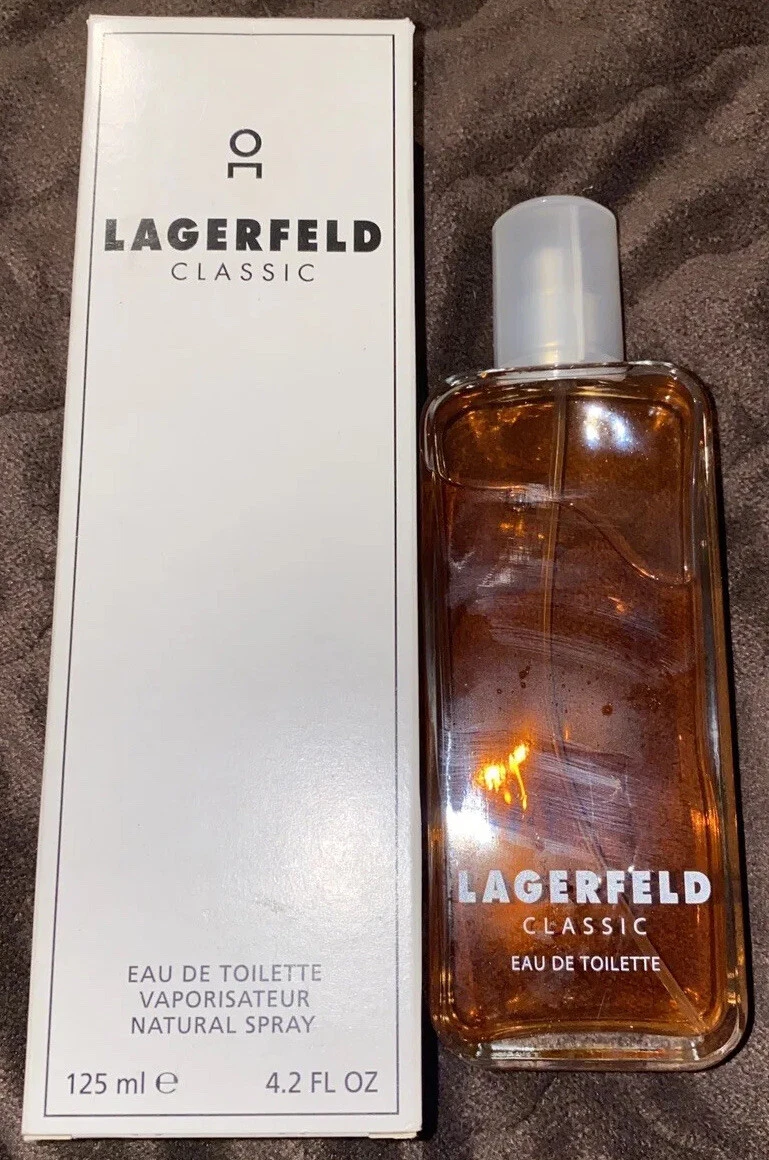 LAGERFELD
CLASSIC
EAU DE TOILETTE
VAPORISATEUR
NATURAL SPRAY
125 ml ℮ 4.2 FL OZ
LAGERFELD
CLASSIC
EAU DE TOILETTE